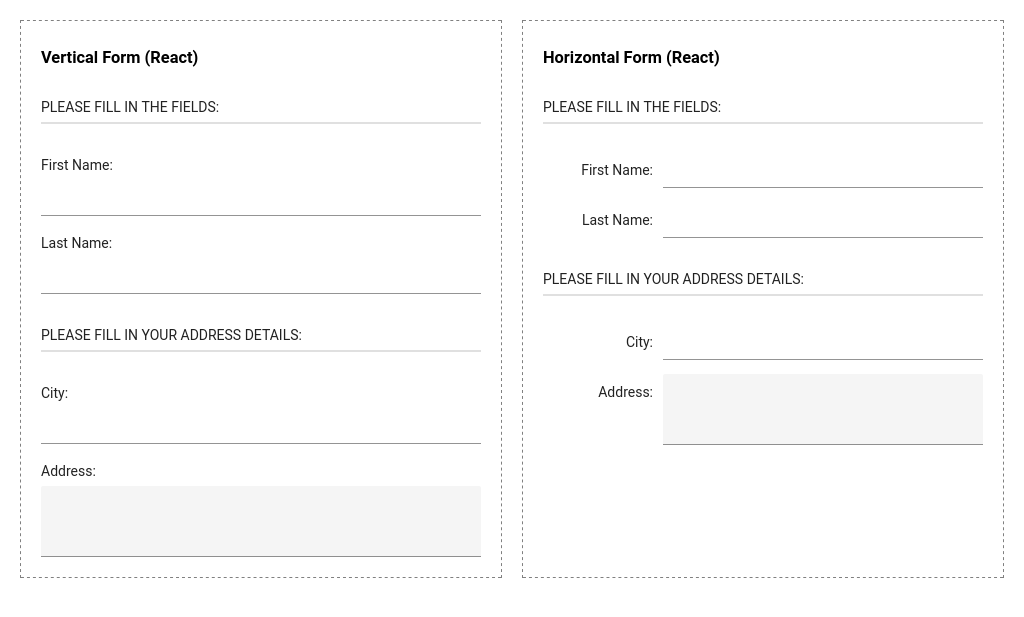 Vertical Form (React)
PLEASE FILL IN THE FIELDS:
First Name:
Last Name:
PLEASE FILL IN YOUR ADDRESS DETAILS:
City:
Address:
Horizontal Form (React)
PLEASE FILL IN THE FIELDS:
First Name:
Last Name:
PLEASE FILL IN YOUR ADDRESS DETAILS:
City:
Address: